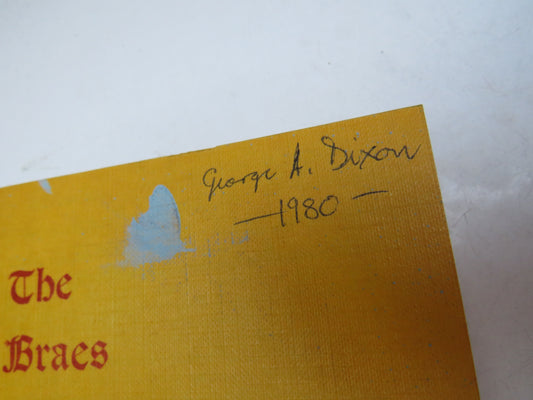 George A. Dixon
—1980—
The
Braes